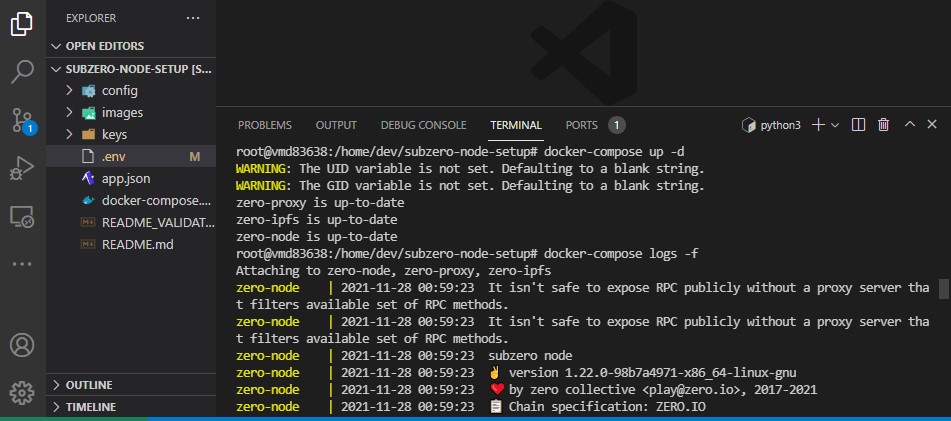 EXPLORER
OPEN EDITORS
SUBZERO-NODE-SETUP [S...
config
images
keys
.env M
app.json
docker-compose....
README_VALIDAT...
README.md
OUTLINE
TIMELINE
1
PROBLEMS OUTPUT DEBUG CONSOLE TERMINAL PORTS 1 python3
root@vmd83638:/home/dev/subzero-node-setup# docker-compose up -d
WARNING: The UID variable is not set. Defaulting to a blank string.
WARNING: The GID variable is not set. Defaulting to a blank string.
zero-proxy is up-to-date
zero-ipfs is up-to-date
zero-node is up-to-date
root@vmd83638:/home/dev/subzero-node-setup# docker-compose logs -f
Attaching to zero-node, zero-proxy, zero-ipfs
zero-node | 2021-11-28 00:59:23 It isn't safe to expose RPC publicly without a proxy server tha
t filters available set of RPC methods.
zero-node | 2021-11-28 00:59:23 It isn't safe to expose RPC publicly without a proxy server tha
t filters available set of RPC methods.
zero-node | 2021-11-28 00:59:23 subzero node
zero-node | 2021-11-28 00:59:23 ✌️ version 1.22.0-98b7a4971-x86_64-linux-gnu
zero-node | 2021-11-28 00:59:23 ❤️ by zero collective <play@zero.io>, 2017-2021
zero-node | 2021-11-28 00:59:23 📋 Chain specification: ZERO.IO